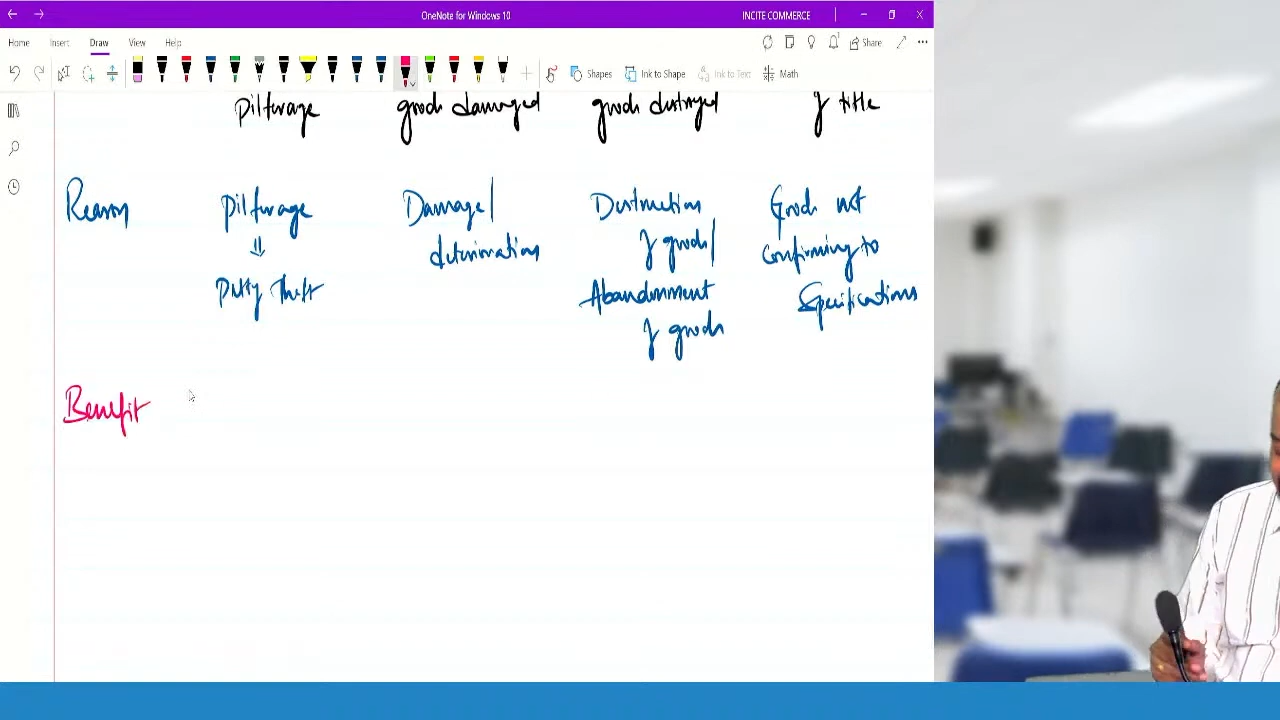 OneNote for Windows 10
INCITE COMMERCE
Home Insert Draw View Help
Share
Shapes
Ink to Shape
Ink to Text
Math
pilferage goods damaged goods destroyed of title
Reason pilferage Damage/ Destruction Goods not
deterioration of goods/ confirming to
Petty theft Abandonment Specifications
of goods
Benefit